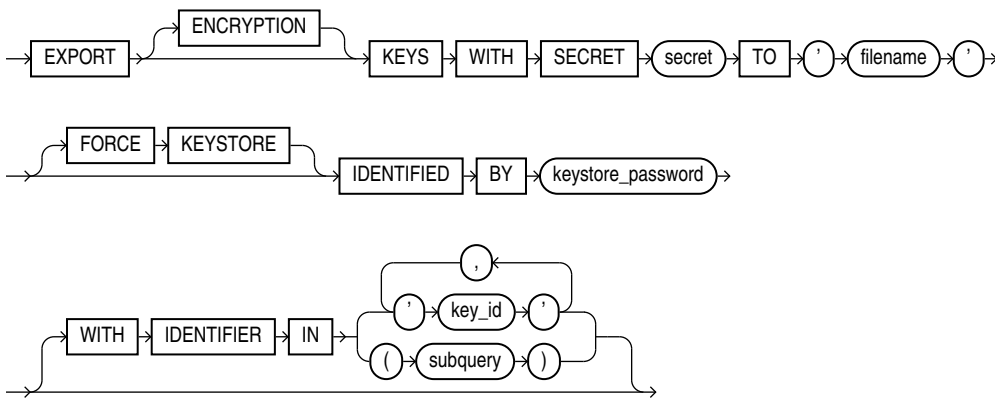 ENCRYPTION
EXPORT KEYS WITH SECRET secret TO ' filename '
FORCE KEYSTORE
IDENTIFIED BY keystore_password
,
WITH IDENTIFIER IN ' key_id '
( subquery )